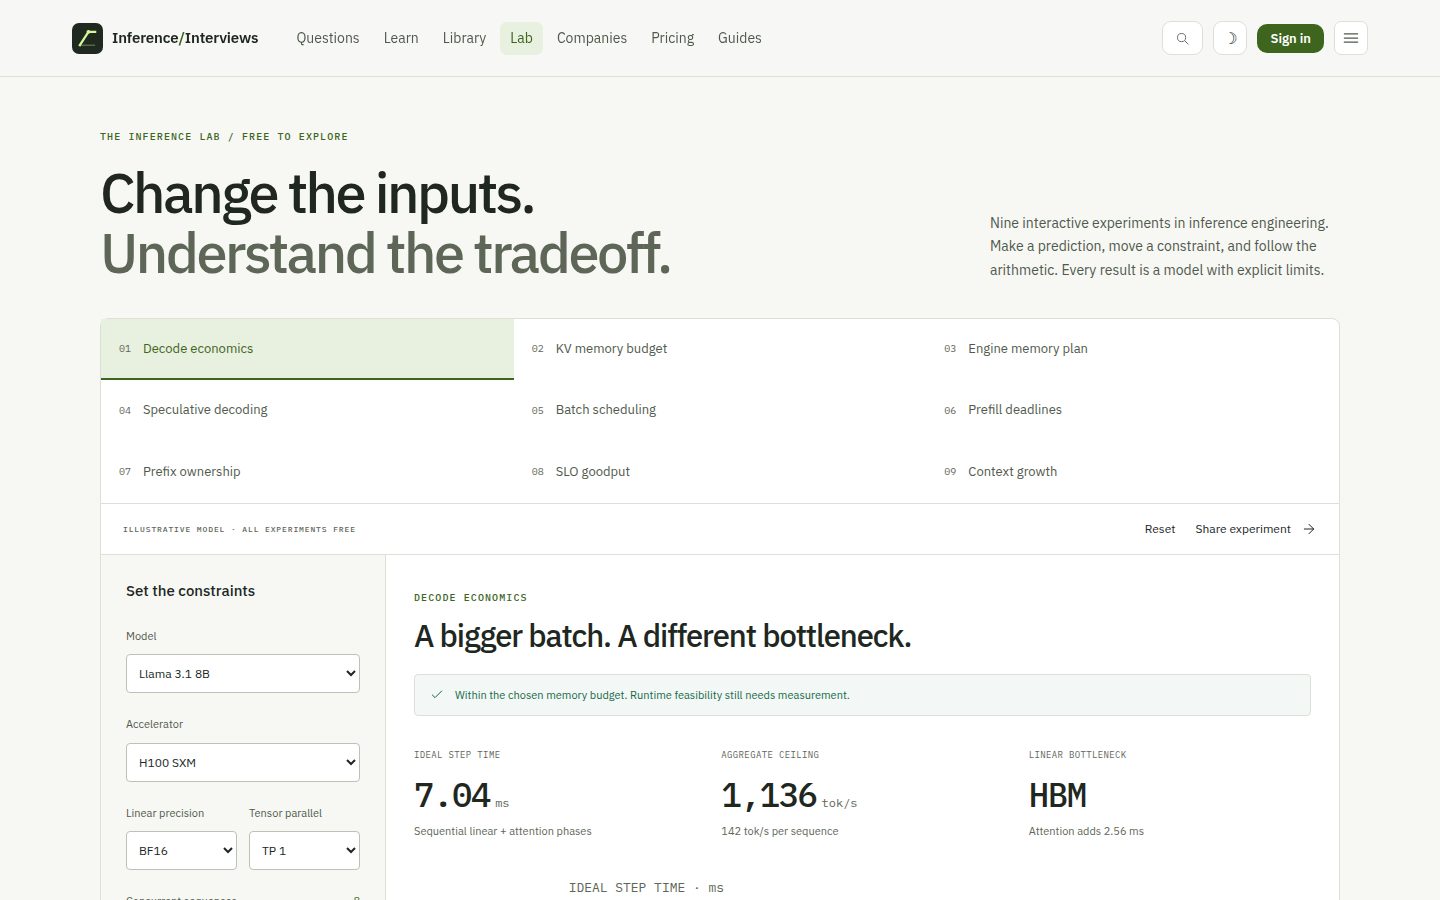 Inference/Interviews Questions Learn Library Lab Companies Pricing Guides Sign in
THE INFERENCE LAB / FREE TO EXPLORE
Change the inputs.
Understand the tradeoff.
Nine interactive experiments in inference engineering.
Make a prediction, move a constraint, and follow the
arithmetic. Every result is a model with explicit limits.
01 Decode economics
02 KV memory budget
03 Engine memory plan
04 Speculative decoding
05 Batch scheduling
06 Prefill deadlines
07 Prefix ownership
08 SLO goodput
09 Context growth
ILLUSTRATIVE MODEL · ALL EXPERIMENTS FREE
Reset Share experiment
Set the constraints
Model
Llama 3.1 8B
Accelerator
H100 SXM
Linear precision Tensor parallel
BF16 TP 1
Concurrent sequences 8
DECODE ECONOMICS
A bigger batch. A different bottleneck.
Within the chosen memory budget. Runtime feasibility still needs measurement.
IDEAL STEP TIME
7.04 ms
Sequential linear + attention phases
AGGREGATE CEILING
1,136 tok/s
142 tok/s per sequence
LINEAR BOTTLENECK
HBM
Attention adds 2.56 ms
IDEAL STEP TIME · ms